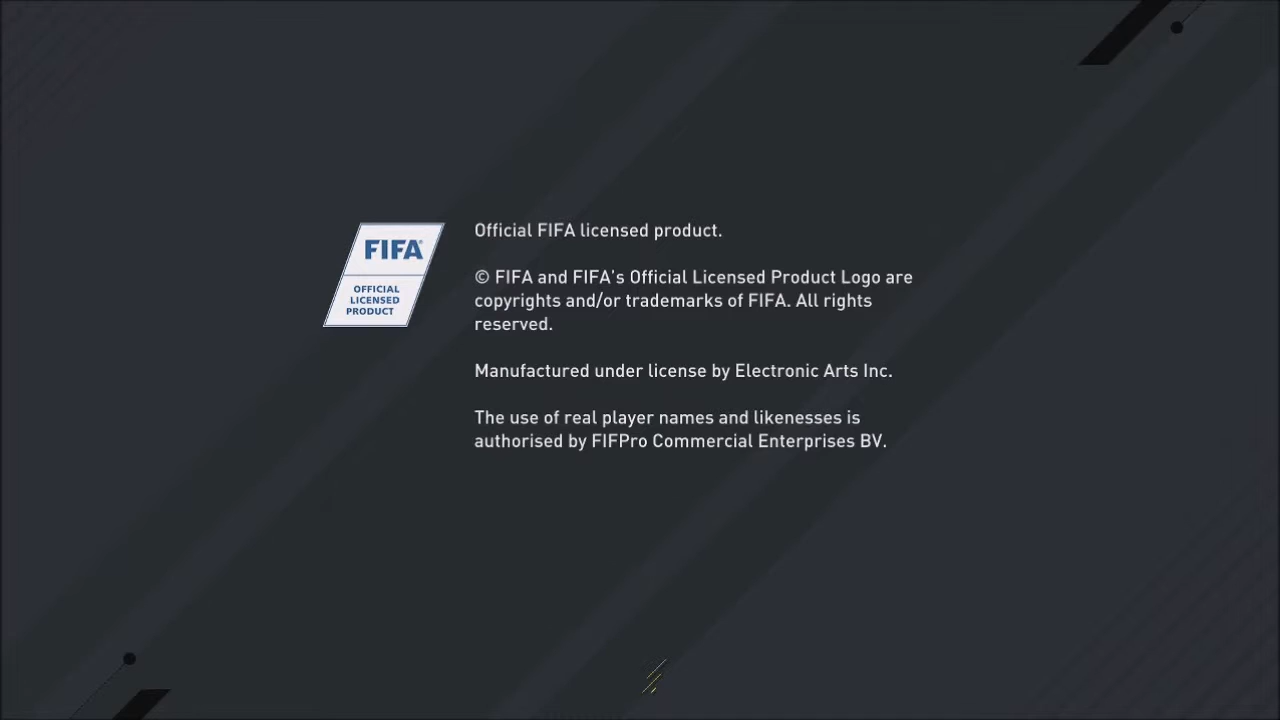 FIFA
OFFICIAL
LICENSED
PRODUCT
Official FIFA licensed product.
© FIFA and FIFA's Official Licensed Product Logo are
copyrights and/or trademarks of FIFA. All rights
reserved.
Manufactured under license by Electronic Arts Inc.
The use of real player names and likenesses is
authorised by FIFPro Commercial Enterprises BV.